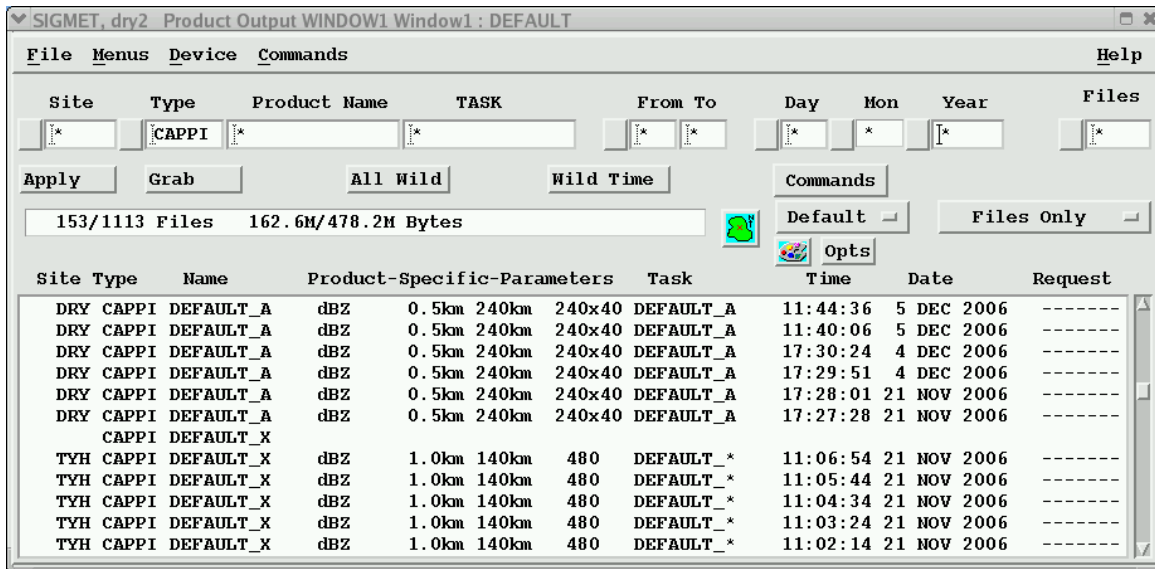 SIGMET, dry2 Product Output WINDOW1 Window1 : DEFAULT
File Menus Device Commands Help
Site Type Product Name TASK From To Day Mon Year Files
* CAPPI * * * * * * * *
Apply Grab All Wild Wild Time Commands
153/1113 Files 162.6M/478.2M Bytes N Default Files Only
Opts
Site Type Name Product-Specific-Parameters Task Time Date Request
DRY CAPPI DEFAULT_A dBZ 0.5km 240km 240x40 DEFAULT_A 11:44:36 5 DEC 2006 -------
DRY CAPPI DEFAULT_A dBZ 0.5km 240km 240x40 DEFAULT_A 11:40:06 5 DEC 2006 -------
DRY CAPPI DEFAULT_A dBZ 0.5km 240km 240x40 DEFAULT_A 17:30:24 4 DEC 2006 -------
DRY CAPPI DEFAULT_A dBZ 0.5km 240km 240x40 DEFAULT_A 17:29:51 4 DEC 2006 -------
DRY CAPPI DEFAULT_A dBZ 0.5km 240km 240x40 DEFAULT_A 17:28:01 21 NOV 2006 -------
DRY CAPPI DEFAULT_A dBZ 0.5km 240km 240x40 DEFAULT_A 17:27:28 21 NOV 2006 -------
CAPPI DEFAULT_X
TYH CAPPI DEFAULT_X dBZ 1.0km 140km 480 DEFAULT_* 11:06:54 21 NOV 2006 -------
TYH CAPPI DEFAULT_X dBZ 1.0km 140km 480 DEFAULT_* 11:05:44 21 NOV 2006 -------
TYH CAPPI DEFAULT_X dBZ 1.0km 140km 480 DEFAULT_* 11:04:34 21 NOV 2006 -------
TYH CAPPI DEFAULT_X dBZ 1.0km 140km 480 DEFAULT_* 11:03:24 21 NOV 2006 -------
TYH CAPPI DEFAULT_X dBZ 1.0km 140km 480 DEFAULT_* 11:02:14 21 NOV 2006 -------